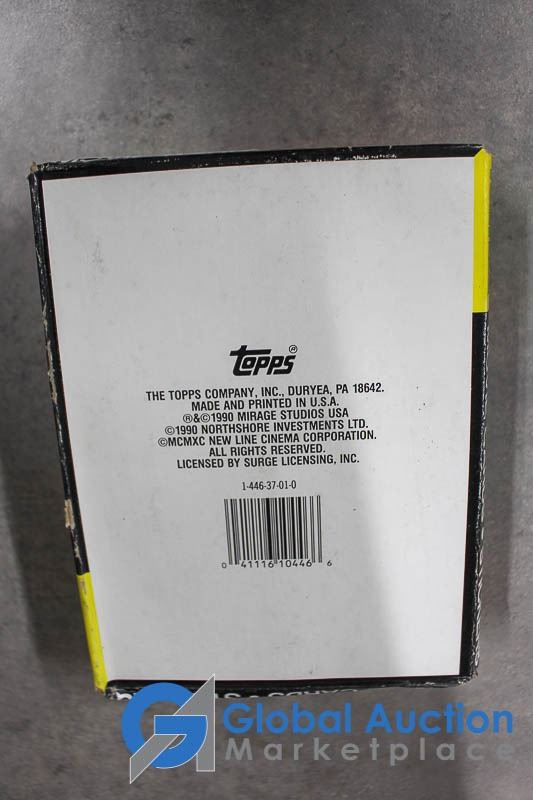 Topps®
THE TOPPS COMPANY, INC., DURYEA, PA 18642.
MADE AND PRINTED IN U.S.A.
®&©1990 MIRAGE STUDIOS USA
©1990 NORTHSHORE INVESTMENTS LTD.
©MCMXC NEW LINE CINEMA CORPORATION.
ALL RIGHTS RESERVED.
LICENSED BY SURGE LICENSING, INC.
1-446-37-01-0
0 41116 10446 6
Global Auction
Marketplace